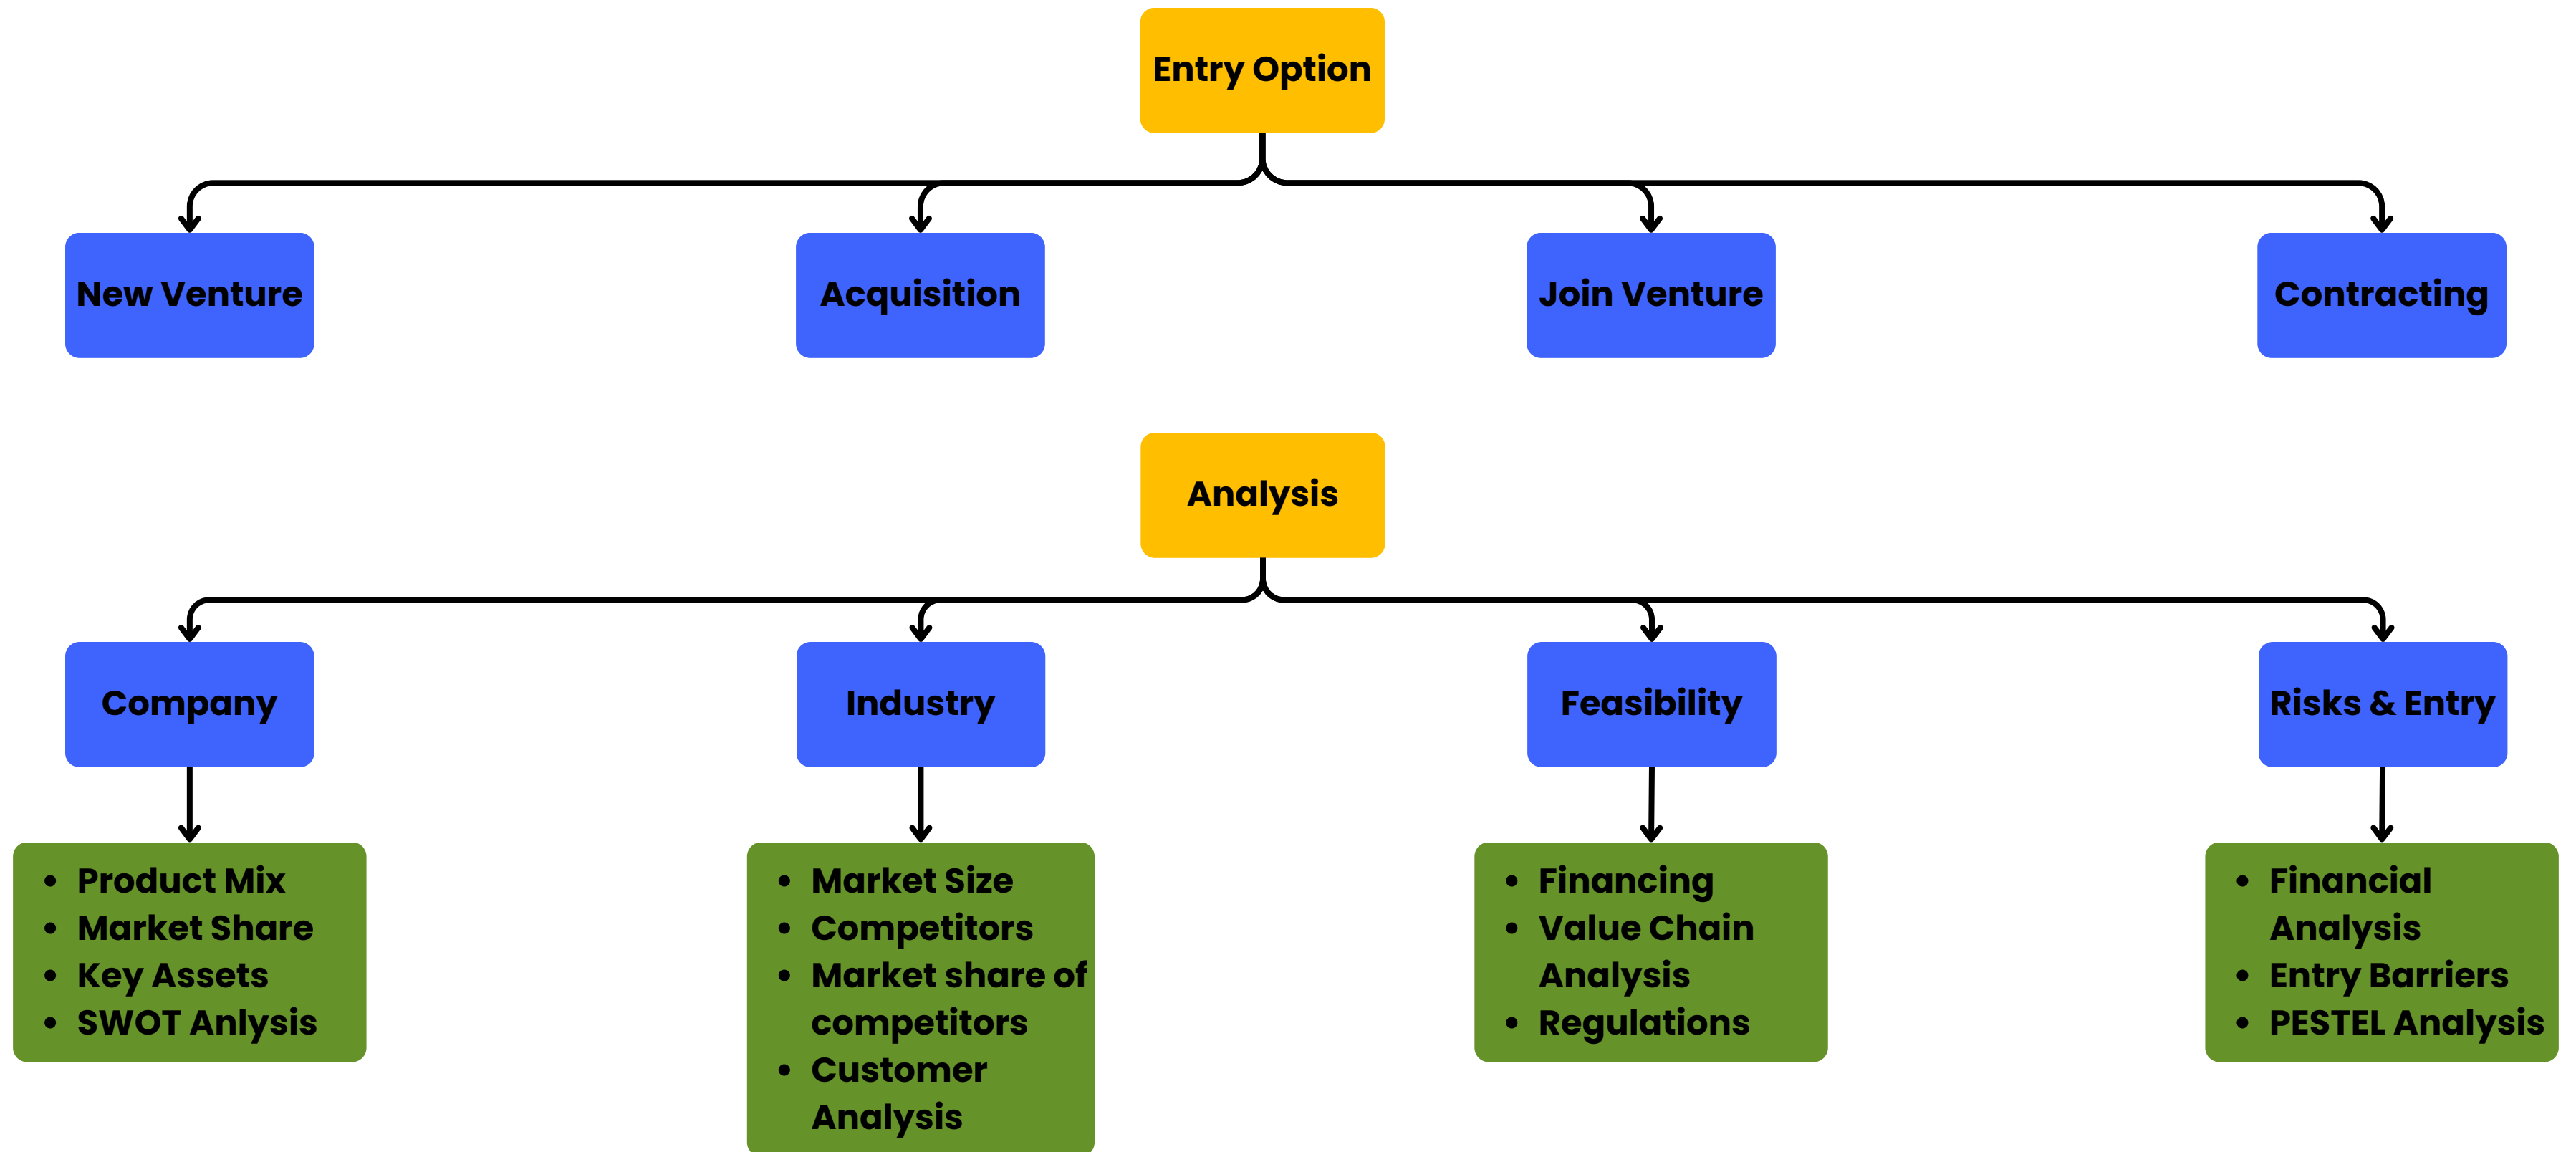 Entry Option
New Venture
Acquisition
Join Venture
Contracting
Analysis
Company
Industry
Feasibility
Risks & Entry
• Product Mix
• Market Share
• Key Assets
• SWOT Anlysis
• Market Size
• Competitors
• Market share of
competitors
• Customer
Analysis
• Financing
• Value Chain
Analysis
• Regulations
• Financial
Analysis
• Entry Barriers
• PESTEL Analysis